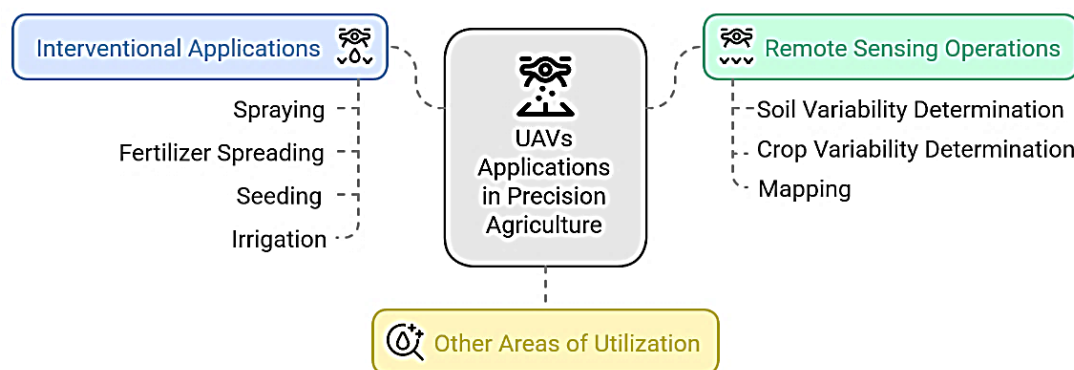 Interventional Applications
Spraying
Fertilizer Spreading
Seeding
Irrigation
UAVs
Applications
in Precision
Agriculture
Remote Sensing Operations
Soil Variability Determination
Crop Variability Determination
Mapping
Other Areas of Utilization